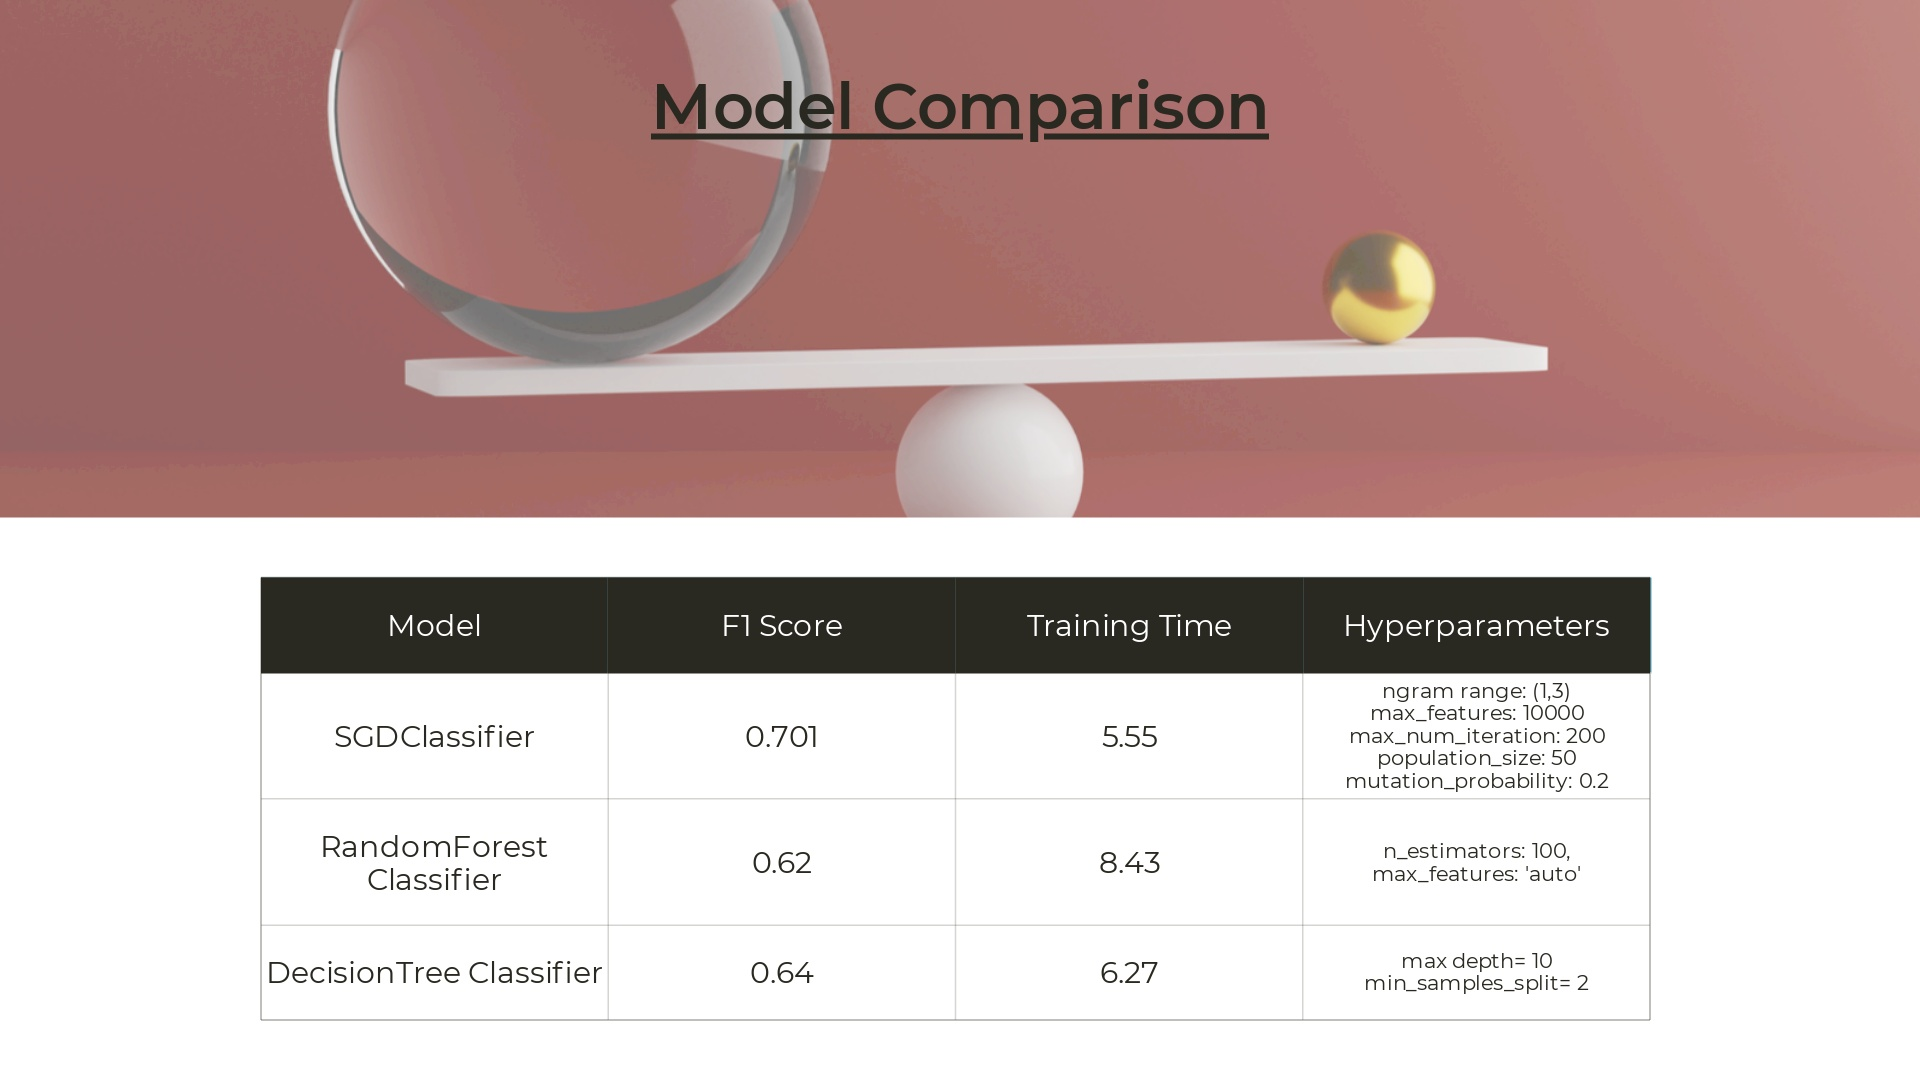 Model Comparison
Model
F1 Score
Training Time
Hyperparameters
SGDClassifier
0.701
5.55
ngram range: (1,3)
max_features: 10000
max_num_iteration: 200
population_size: 50
mutation_probability: 0.2
RandomForest
Classifier
0.62
8.43
n_estimators: 100,
max_features: 'auto'
DecisionTree Classifier
0.64
6.27
max depth= 10
min_samples_split= 2